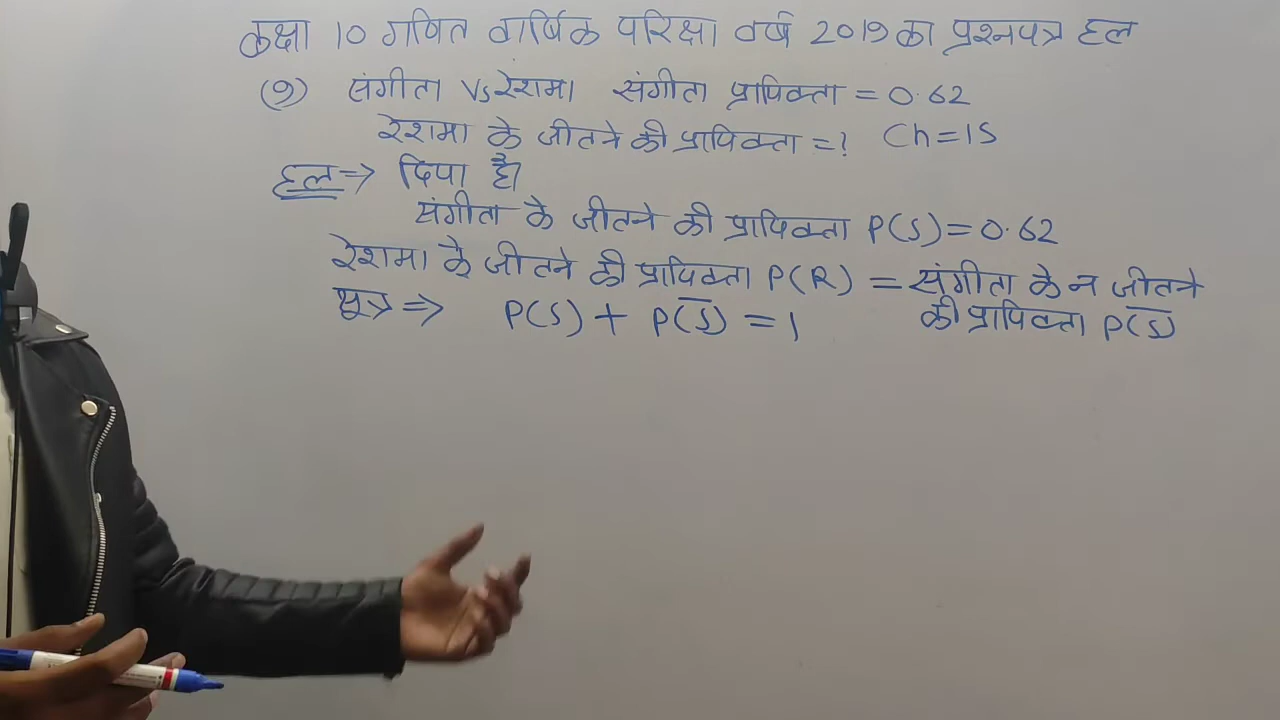 कक्षा 10 गणित वार्षिक परिक्षा वर्ष 2019 का प्रश्नपत्र हल
(9) संगीता Vs रेशमा संगीता प्रापिक्ता = 0.62
रेशमा के जीतने की प्रापिक्ता = ? Ch=15
हल ⇒ दिया है।
संगीता के जीतने की प्रापिक्ता P(S) = 0.62
रेशमा के जीतने की प्रापिक्ता P(R) = संगीता के न जीतने
की प्रापिक्ता P(S̅)
सूत्र ⇒ P(S) + P(S̅) = 1